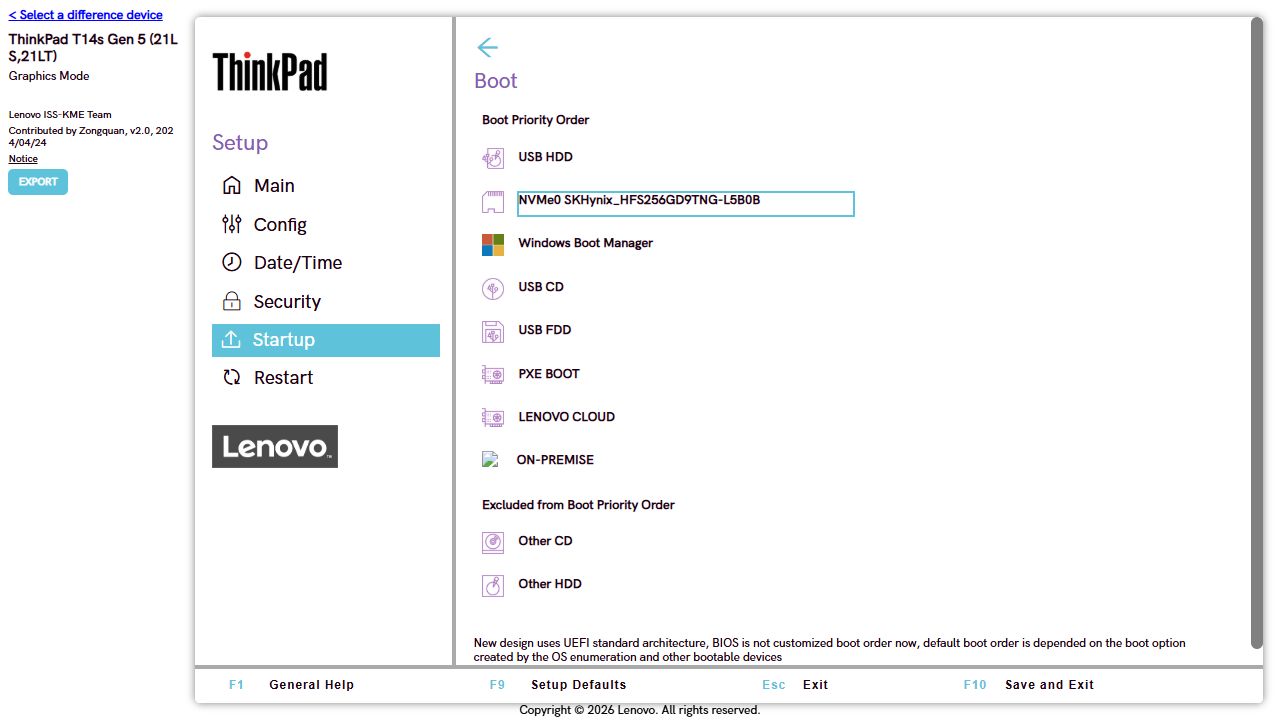 < Select a difference device
ThinkPad T14s Gen 5 (21L
S,21LT)
Graphics Mode
Lenovo ISS-KME Team
Contributed by Zongquan, v2.0, 202
4/04/24
Notice
EXPORT
ThinkPad
Setup
Main
Config
Date/Time
Security
Startup
Restart
Lenovo™
Boot
Boot Priority Order
USB HDD
NVMe0 SKHynix_HFS256GD9TNG-L5B0B
Windows Boot Manager
USB CD
USB FDD
PXE BOOT
LENOVO CLOUD
ON-PREMISE
Excluded from Boot Priority Order
Other CD
Other HDD
New design uses UEFI standard architecture, BIOS is not customized boot order now, default boot order is depended on the boot option
created by the OS enumeration and other bootable devices
F1 General Help F9 Setup Defaults Esc Exit F10 Save and Exit
Copyright © 2026 Lenovo. All rights reserved.